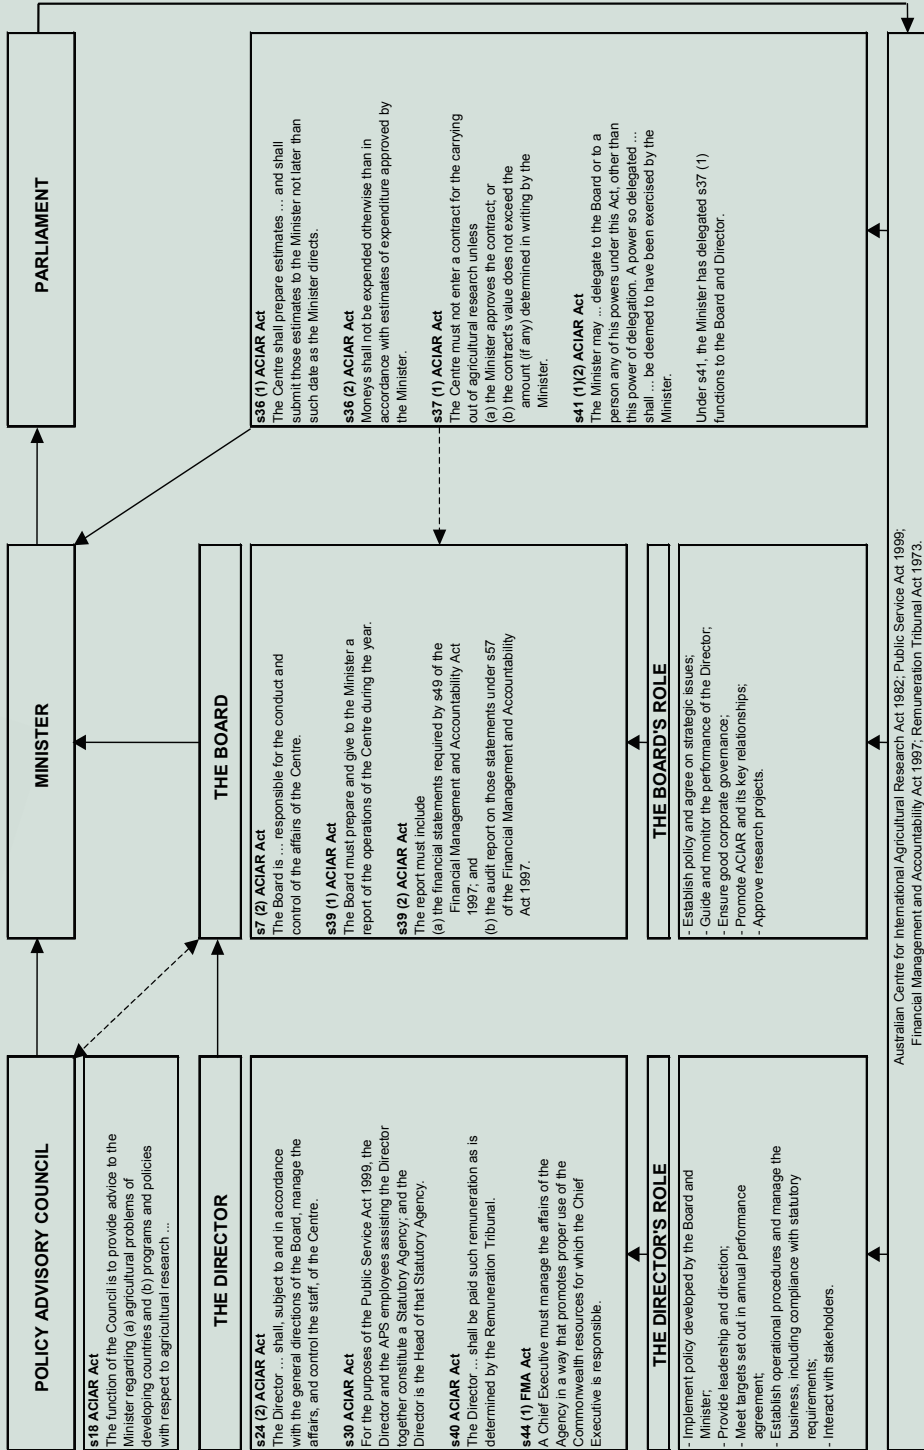 POLICY ADVISORY COUNCIL
s18 ACIAR Act
The function of the Council is to provide advice to the
Minister regarding (a) agricultural problems of
developing countries and (b) programs and policies
with respect to agricultural research ...
THE DIRECTOR
s24 (2) ACIAR Act
The Director ... shall, subject to and in accordance
with the general directions of the Board, manage the
affairs, and control the staff, of the Centre.
s30 ACIAR Act
For the purposes of the Public Service Act 1999, the
Director and the APS employees assisting the Director
together constitute a Statutory Agency; and the
Director is the Head of that Statutory Agency.
s40 ACIAR Act
The Director ... shall be paid such remuneration as is
determined by the Remuneration Tribunal.
s44 (1) FMA Act
A Chief Executive must manage the affairs of the
Agency in a way that promotes proper use of the
Commonwealth resources for which the Chief
Executive is responsible.
THE DIRECTOR'S ROLE
- Implement policy developed by the Board and
Minister;
- Provide leadership and direction;
- Meet targets set out in annual performance
agreement;
- Establish operational procedures and manage the
business, including compliance with statutory
requirements;
- Interact with stakeholders.
MINISTER
THE BOARD
s7 (2) ACIAR Act
The Board is ... responsible for the conduct and
control of the affairs of the Centre.
s39 (1) ACIAR Act
The Board must prepare and give to the Minister a
report of the operations of the Centre during the year.
s39 (2) ACIAR Act
The report must include
(a) the financial statements required by s49 of the
Financial Management and Accountability Act
1997; and
(b) the audit report on those statements under s57
of the Financial Management and Accountability
Act 1997.
THE BOARD'S ROLE
- Establish policy and agree on strategic issues;
- Guide and monitor the performance of the Director;
- Ensure good corporate governance;
- Promote ACIAR and its key relationships;
- Approve research projects.
PARLIAMENT
s36 (1) ACIAR Act
The Centre shall prepare estimates ... and shall
submit those estimates to the Minister not later than
such date as the Minister directs.
s36 (2) ACIAR Act
Moneys shall not be expended otherwise than in
accordance with estimates of expenditure approved by
the Minister.
s37 (1) ACIAR Act
The Centre must not enter a contract for the carrying
out of agricultural research unless
(a) the Minister approves the contract; or
(b) the contract's value does not exceed the
amount (if any) determined in writing by the
Minister.
s41 (1)(2) ACIAR Act
The Minister may ... delegate to the Board or to a
person any of his powers under this Act, other than
this power of delegation. A power so delegated ...
shall ... be deemed to have been exercised by the
Minister.
Under s41, the Minister has delegated s37 (1)
functions to the Board and Director.
Australian Centre for International Agricultural Research Act 1982; Public Service Act 1999;
Financial Management and Accountability Act 1997; Remuneration Tribunal Act 1973.